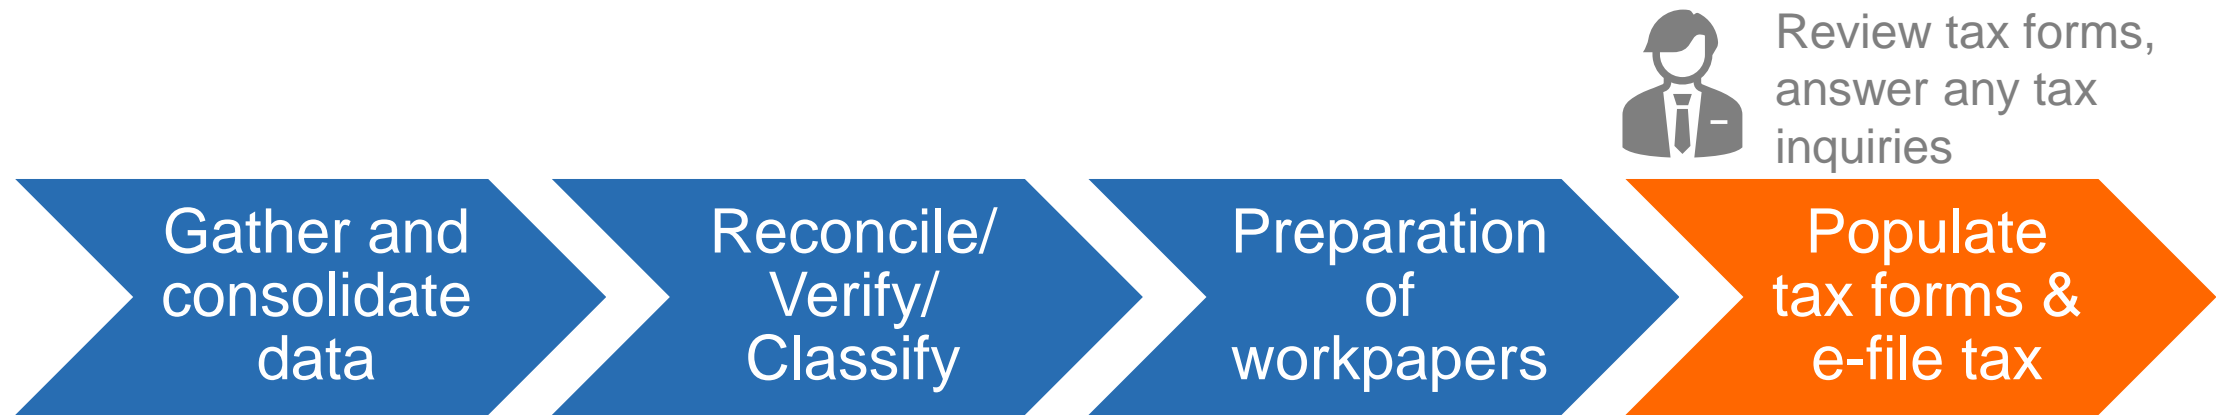 Review tax forms,
answer any tax
inquiries
Gather and
consolidate
data
Reconcile/
Verify/
Classify
Preparation
of
workpapers
Populate
tax forms &
e-file tax